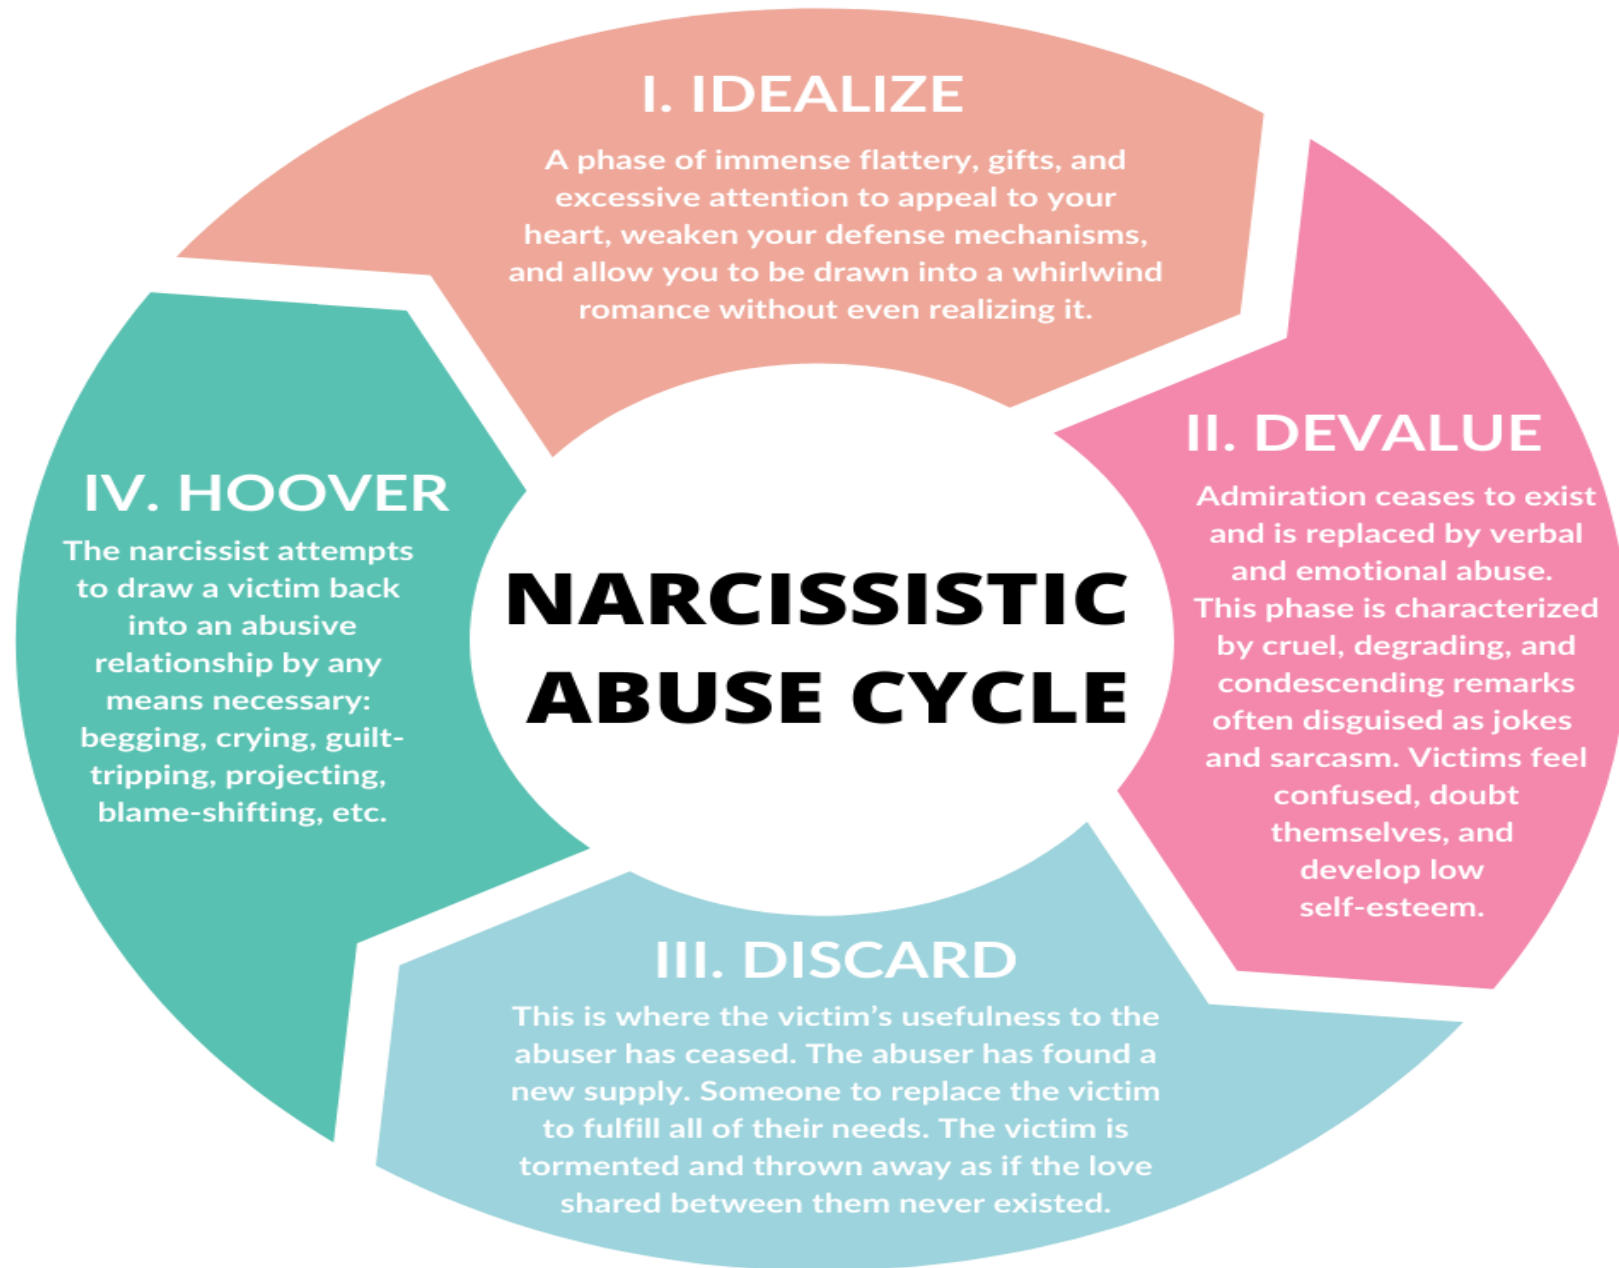 I. IDEALIZE
A phase of immense flattery, gifts, and
excessive attention to appeal to your
heart, weaken your defense mechanisms,
and allow you to be drawn into a whirlwind
romance without even realizing it.
II. DEVALUE
Admiration ceases to exist
and is replaced by verbal
and emotional abuse.
This phase is characterized
by cruel, degrading, and
condescending remarks
often disguised as jokes
and sarcasm. Victims feel
confused, doubt
themselves, and
develop low
self-esteem.
III. DISCARD
This is where the victim’s usefulness to the
abuser has ceased. The abuser has found a
new supply. Someone to replace the victim
to fulfill all of their needs. The victim is
tormented and thrown away as if the love
shared between them never existed.
IV. HOOVER
The narcissist attempts
to draw a victim back
into an abusive
relationship by any
means necessary:
begging, crying, guilt-
tripping, projecting,
blame-shifting, etc.
NARCISSISTIC
ABUSE CYCLE